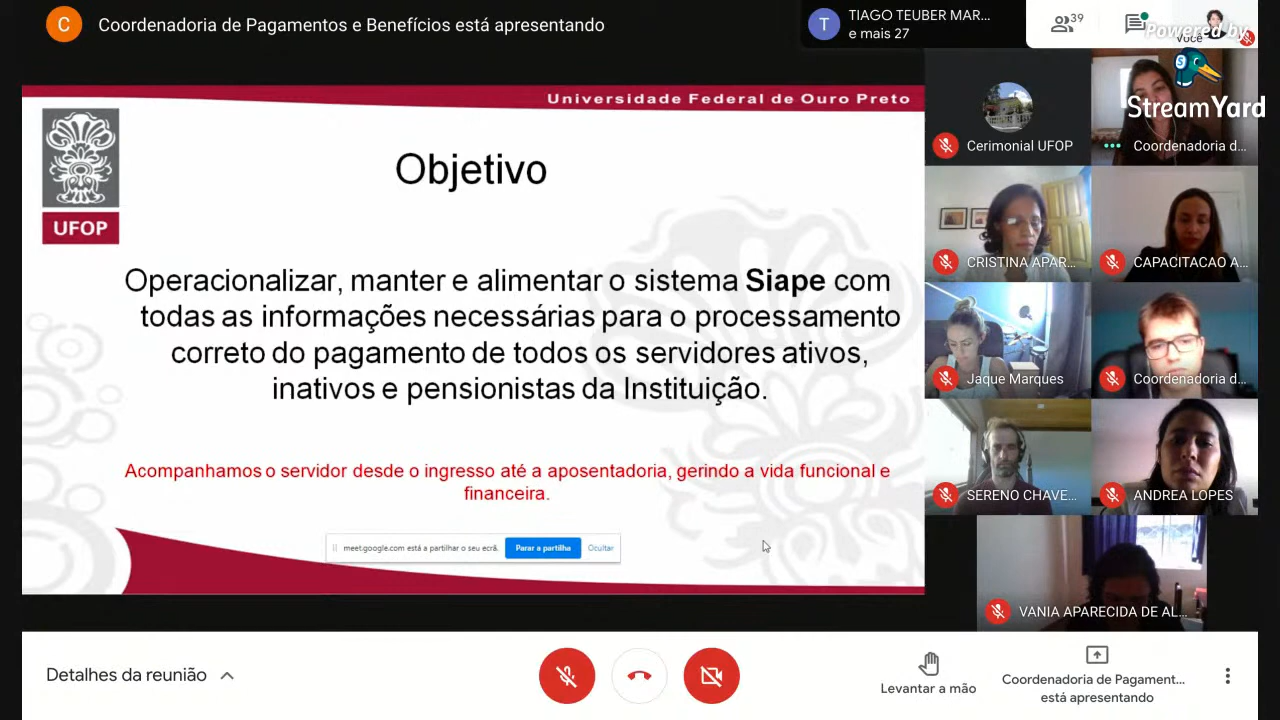 C
Coordenadoria de Pagamentos e Benefícios está apresentando
T
TIAGO TEUBER MAR...
e mais 27
39
Você
Powered by
S
StreamYard
Universidade Federal de Ouro Preto
UFOP
Objetivo
Operacionalizar, manter e alimentar o sistema Siape com
todas as informações necessárias para o processamento
correto do pagamento de todos os servidores ativos,
inativos e pensionistas da Instituição.
Acompanhamos o servidor desde o ingresso até a aposentadoria, gerindo a vida funcional e
financeira.
meet.google.com está a partilhar o seu ecrã.
Parar a partilha
Ocultar
Cerimonial UFOP
Coordenadoria d...
CRISTINA APAR...
CAPACITACAO A...
Jaque Marques
Coordenadoria d...
SERENO CHAVE...
ANDREA LOPES
VANIA APARECIDA DE AL...
Detalhes da reunião
Levantar a mão
Coordenadoria de Pagament...
está apresentando